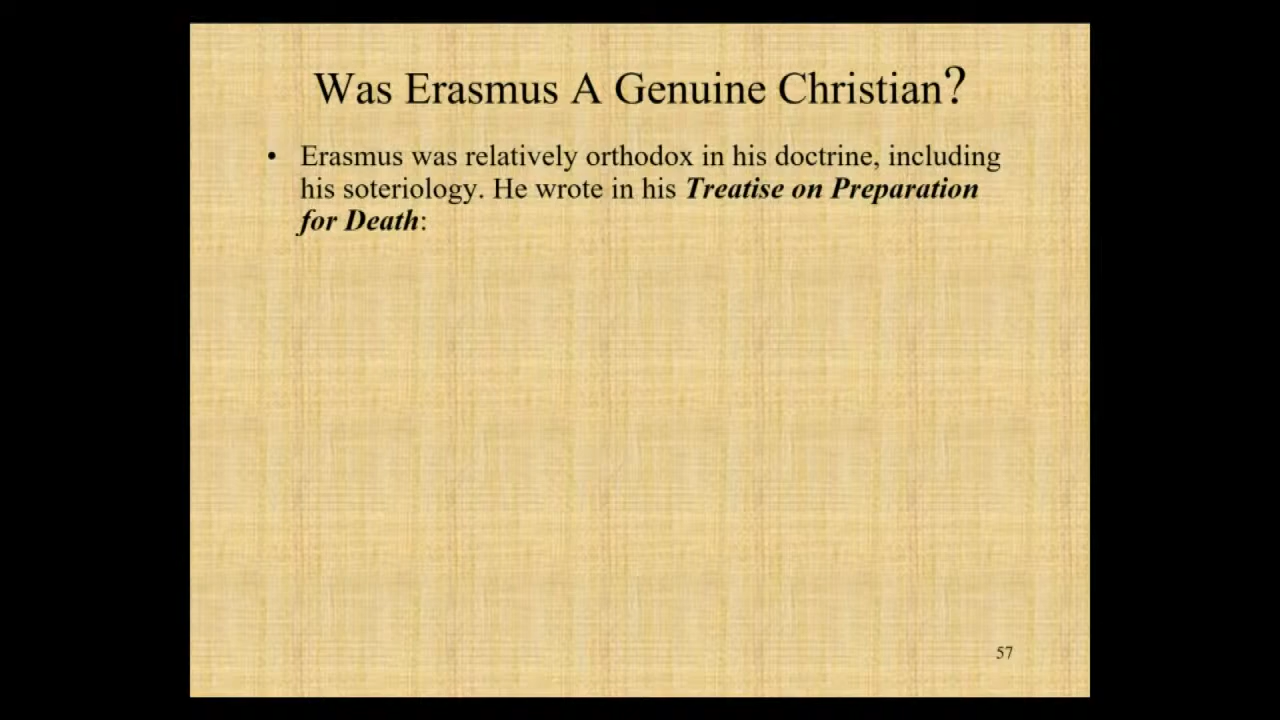 Was Erasmus A Genuine Christian?
• Erasmus was relatively orthodox in his doctrine, including
his soteriology. He wrote in his Treatise on Preparation
for Death:
57